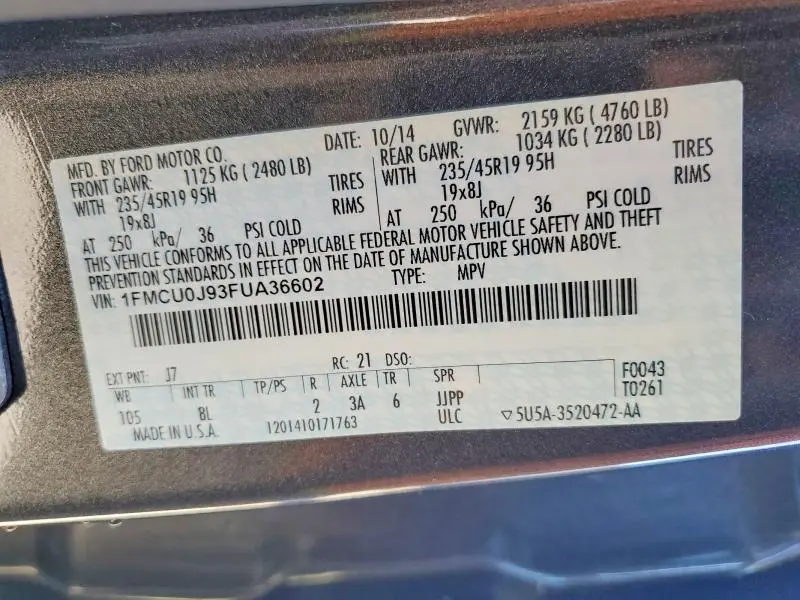 MFD. BY FORD MOTOR CO. DATE: 10/14 GVWR: 2159 KG ( 4760 LB)
FRONT GAWR: 1125 KG ( 2480 LB) REAR GAWR: 1034 KG ( 2280 LB)
WITH 235/45R19 95H TIRES WITH 235/45R19 95H TIRES
19x8J RIMS 19x8J RIMS
AT 250 kPa/ 36 PSI COLD AT 250 kPa/ 36 PSI COLD
THIS VEHICLE CONFORMS TO ALL APPLICABLE FEDERAL MOTOR VEHICLE SAFETY AND THEFT
PREVENTION STANDARDS IN EFFECT ON THE DATE OF MANUFACTURE SHOWN ABOVE.
VIN: 1FMCU0J93FUA36602 TYPE: MPV
EXT PNT: J7 RC: 21 DSO: F0043
WB INT TR TP/PS R AXLE TR SPR T0261
105 8L 2 3A 6 JJPP
MADE IN U.S.A. 1201410171763 ULC ▽5U5A-3520472-AA